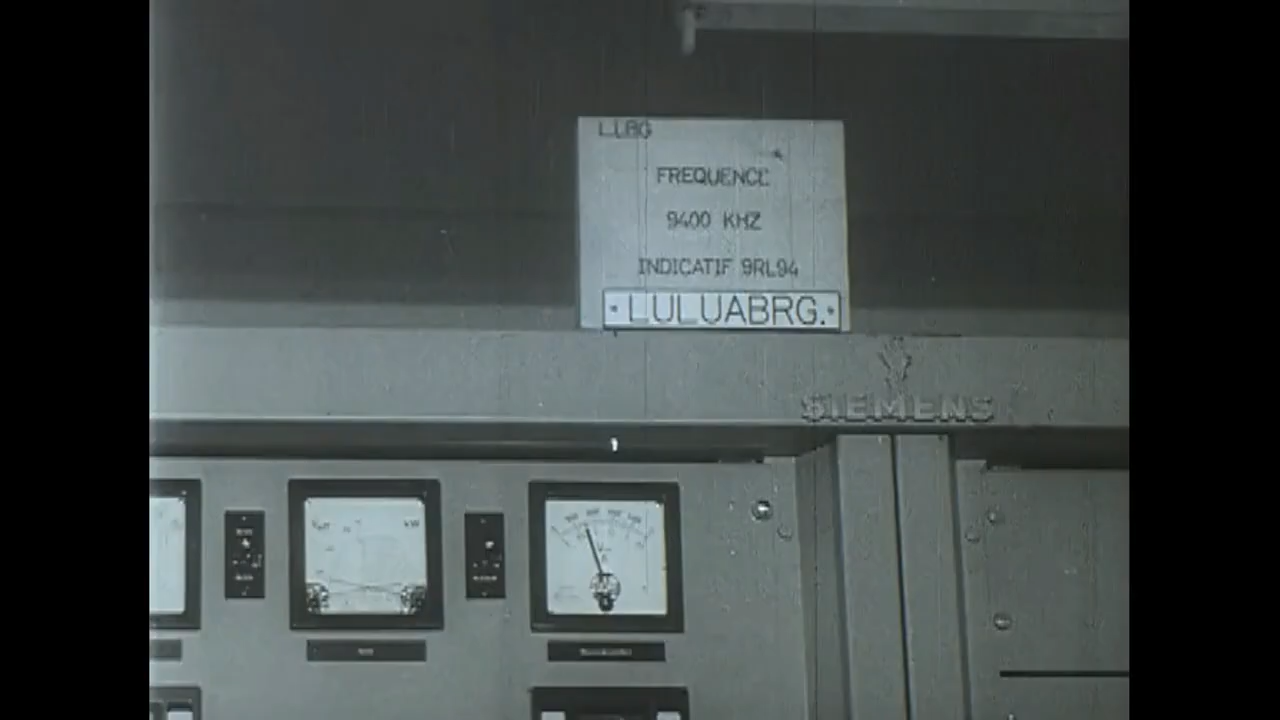 LLBG
FREQUENCE
9400 KHZ
INDICATIF 9RL94
• LULUABRG. •
SIEMENS